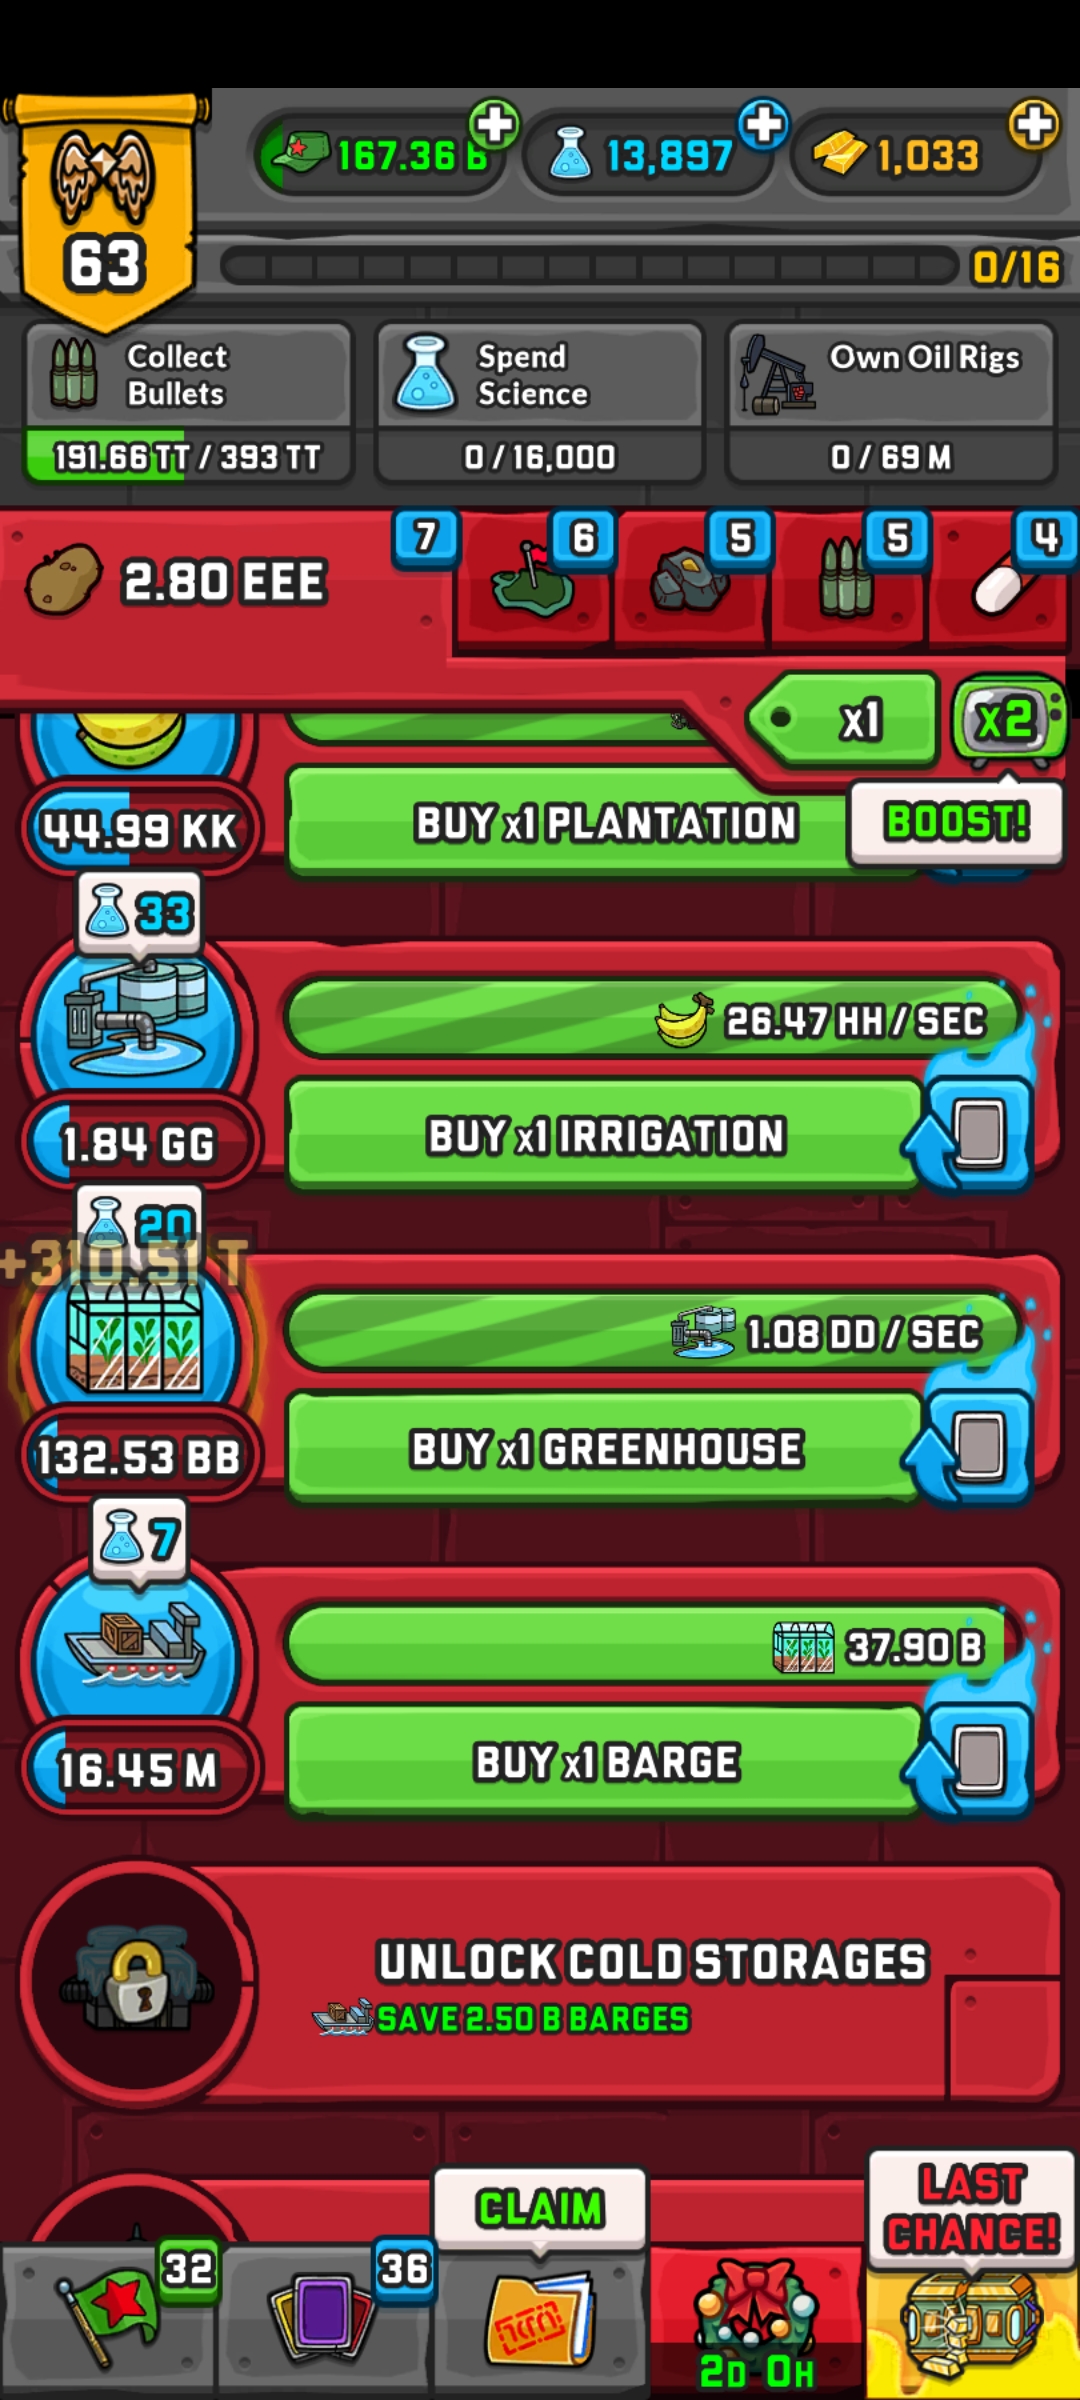 167.36 B
13,897
1,033
63
0/16
Collect
Bullets
Spend
Science
Own Oil Rigs
191.66 TT / 393 TT
0 / 16,000
0 / 69 M
2.80 EEE
7
6
5
5
4
x1
x2
BOOST!
44.99 KK
BUY x1 PLANTATION
33
26.47 HH / SEC
1.84 GG
BUY x1 IRRIGATION
20
+310.51 T
1.08 DD / SEC
132.53 BB
BUY x1 GREENHOUSE
7
37.90 B
16.45 M
BUY x1 BARGE
UNLOCK COLD STORAGES
SAVE 2.50 B BARGES
CLAIM
LAST
CHANCE!
32
36
2D 0H